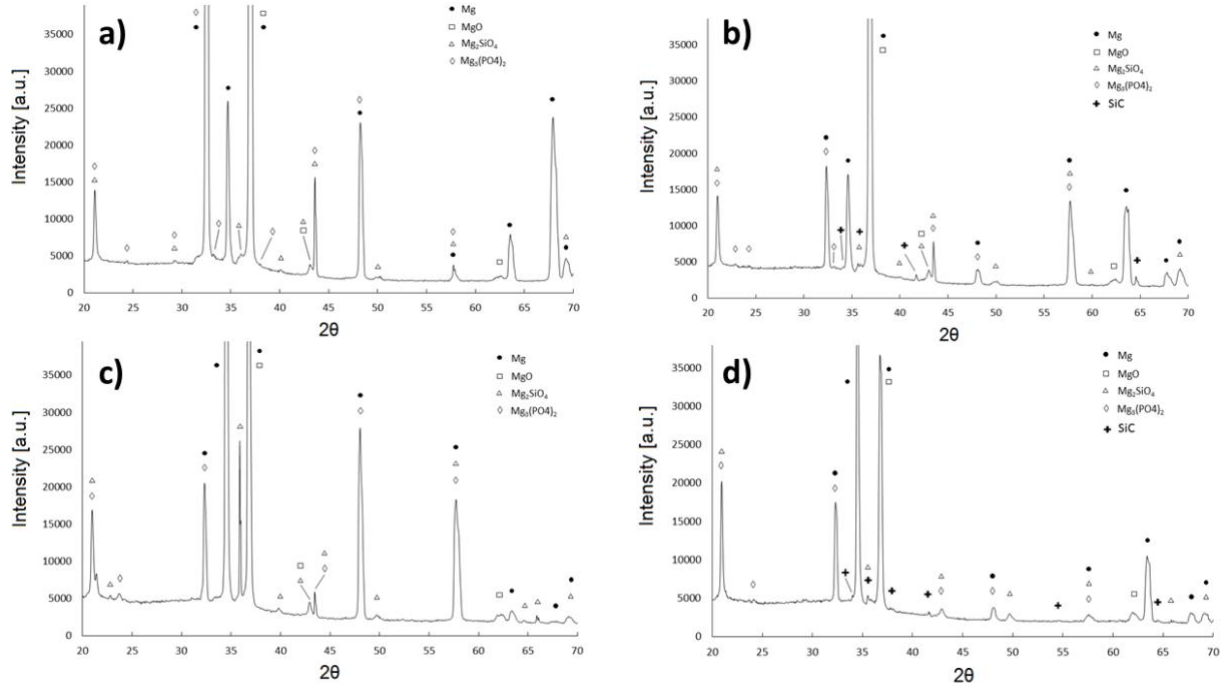 a)
● Mg
□ MgO
△ Mg₂SiO₄
◇ Mg₃(PO4)₂
Intensity [a.u.]
35000
30000
25000
20000
15000
10000
5000
0
20 25 30 35 40 45 50 55 60 65 70
2θ
b)
● Mg
□ MgO
△ Mg₂SiO₄
◇ Mg₃(PO4)₂
✚ SiC
Intensity [a.u.]
35000
30000
25000
20000
15000
10000
5000
0
20 25 30 35 40 45 50 55 60 65 70
2θ
c)
● Mg
□ MgO
△ Mg₂SiO₄
◇ Mg₃(PO4)₂
Intensity [a.u.]
35000
30000
25000
20000
15000
10000
5000
0
20 25 30 35 40 45 50 55 60 65 70
2θ
d)
● Mg
□ MgO
△ Mg₂SiO₄
◇ Mg₃(PO4)₂
✚ SiC
Intensity [a.u.]
35000
30000
25000
20000
15000
10000
5000
0
20 25 30 35 40 45 50 55 60 65 70
2θ